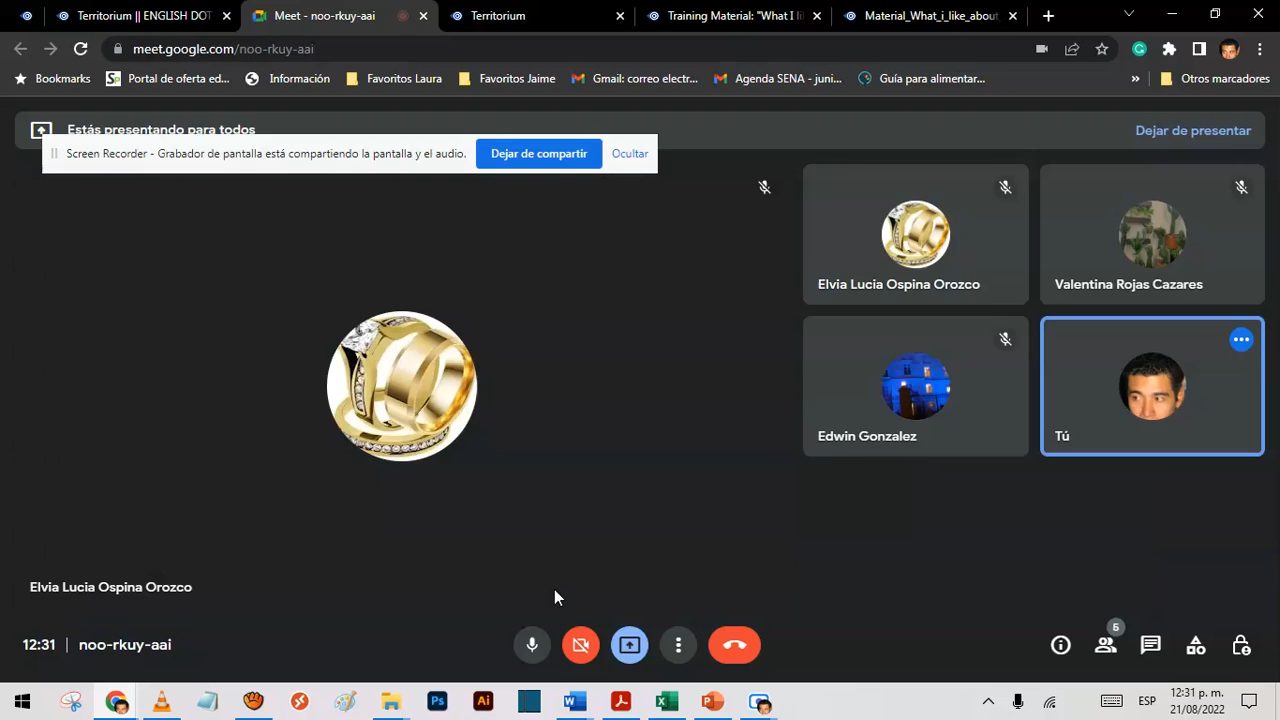 Territorium || ENGLISH DOT
Meet - noo-rkuy-aai
Territorium
Training Material: "What I li
Material_What_i_like_about
meet.google.com/noo-rkuy-aai
Bookmarks
Portal de oferta ed...
Información
Favoritos Laura
Favoritos Jaime
Gmail: correo electr...
Agenda SENA - juni...
Guía para alimentar...
»
Otros marcadores
Estás presentando para todos
Dejar de presentar
Screen Recorder - Grabador de pantalla está compartiendo la pantalla y el audio.
Dejar de compartir
Ocultar
Elvia Lucia Ospina Orozco
Valentina Rojas Cazares
Edwin Gonzalez
Tú
Elvia Lucia Ospina Orozco
12:31 | noo-rkuy-aai
5
Ps
Ai
ESP
12:31 p. m.
21/08/2022